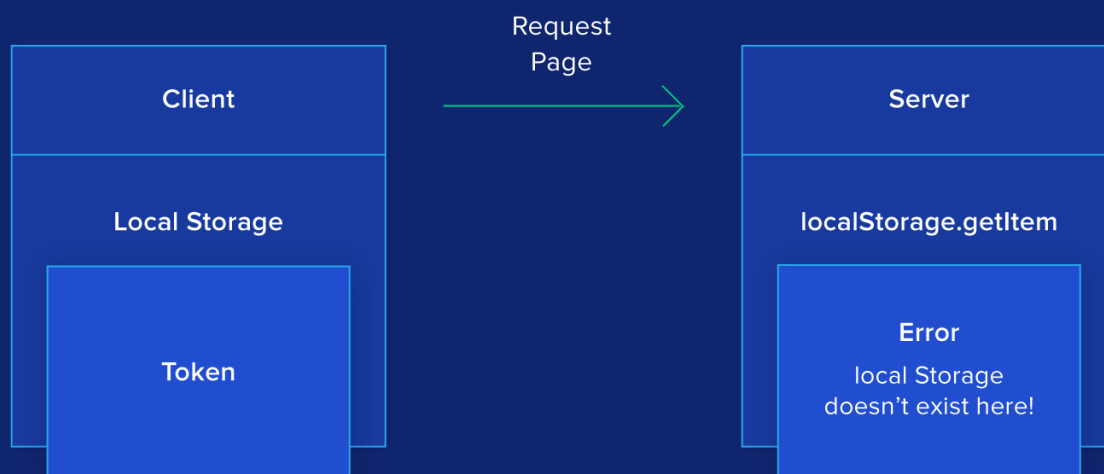 Request
Page
Client
Server
Local Storage
localStorage.getItem
Token
Error
local Storage
doesn't exist here!